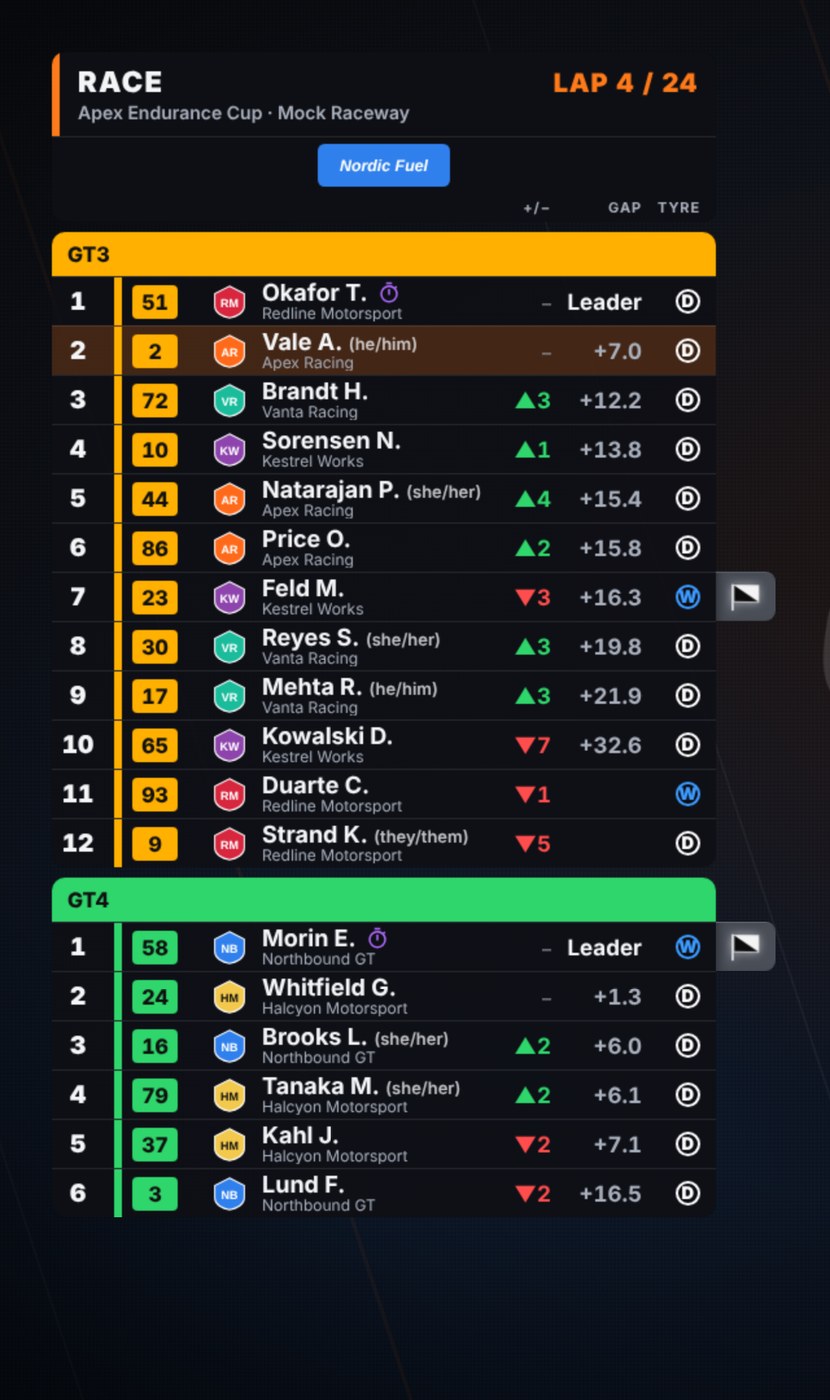 RACE
LAP 4 / 24
Apex Endurance Cup · Mock Raceway
Nordic Fuel
+/− GAP TYRE
GT3
1 51 RM Okafor T. – Leader D
Redline Motorsport
2 2 AR Vale A. (he/him) – +7.0 D
Apex Racing
3 72 VR Brandt H. ▲3 +12.2 D
Vanta Racing
4 10 KW Sorensen N. ▲1 +13.8 D
Kestrel Works
5 44 AR Natarajan P. (she/her) ▲4 +15.4 D
Apex Racing
6 86 AR Price O. ▲2 +15.8 D
Apex Racing
7 23 KW Feld M. ▼3 +16.3 W
Kestrel Works
8 30 VR Reyes S. (she/her) ▲3 +19.8 D
Vanta Racing
9 17 VR Mehta R. (he/him) ▲3 +21.9 D
Vanta Racing
10 65 KW Kowalski D. ▼7 +32.6 D
Kestrel Works
11 93 RM Duarte C. ▼1 W
Redline Motorsport
12 9 RM Strand K. (they/them) ▼5 D
Redline Motorsport
GT4
1 58 NB Morin E. – Leader W
Northbound GT
2 24 HM Whitfield G. – +1.3 D
Halcyon Motorsport
3 16 NB Brooks L. (she/her) ▲2 +6.0 D
Northbound GT
4 79 HM Tanaka M. (she/her) ▲2 +6.1 D
Halcyon Motorsport
5 37 HM Kahl J. ▼2 +7.1 D
Halcyon Motorsport
6 3 NB Lund F. ▼2 +16.5 D
Northbound GT